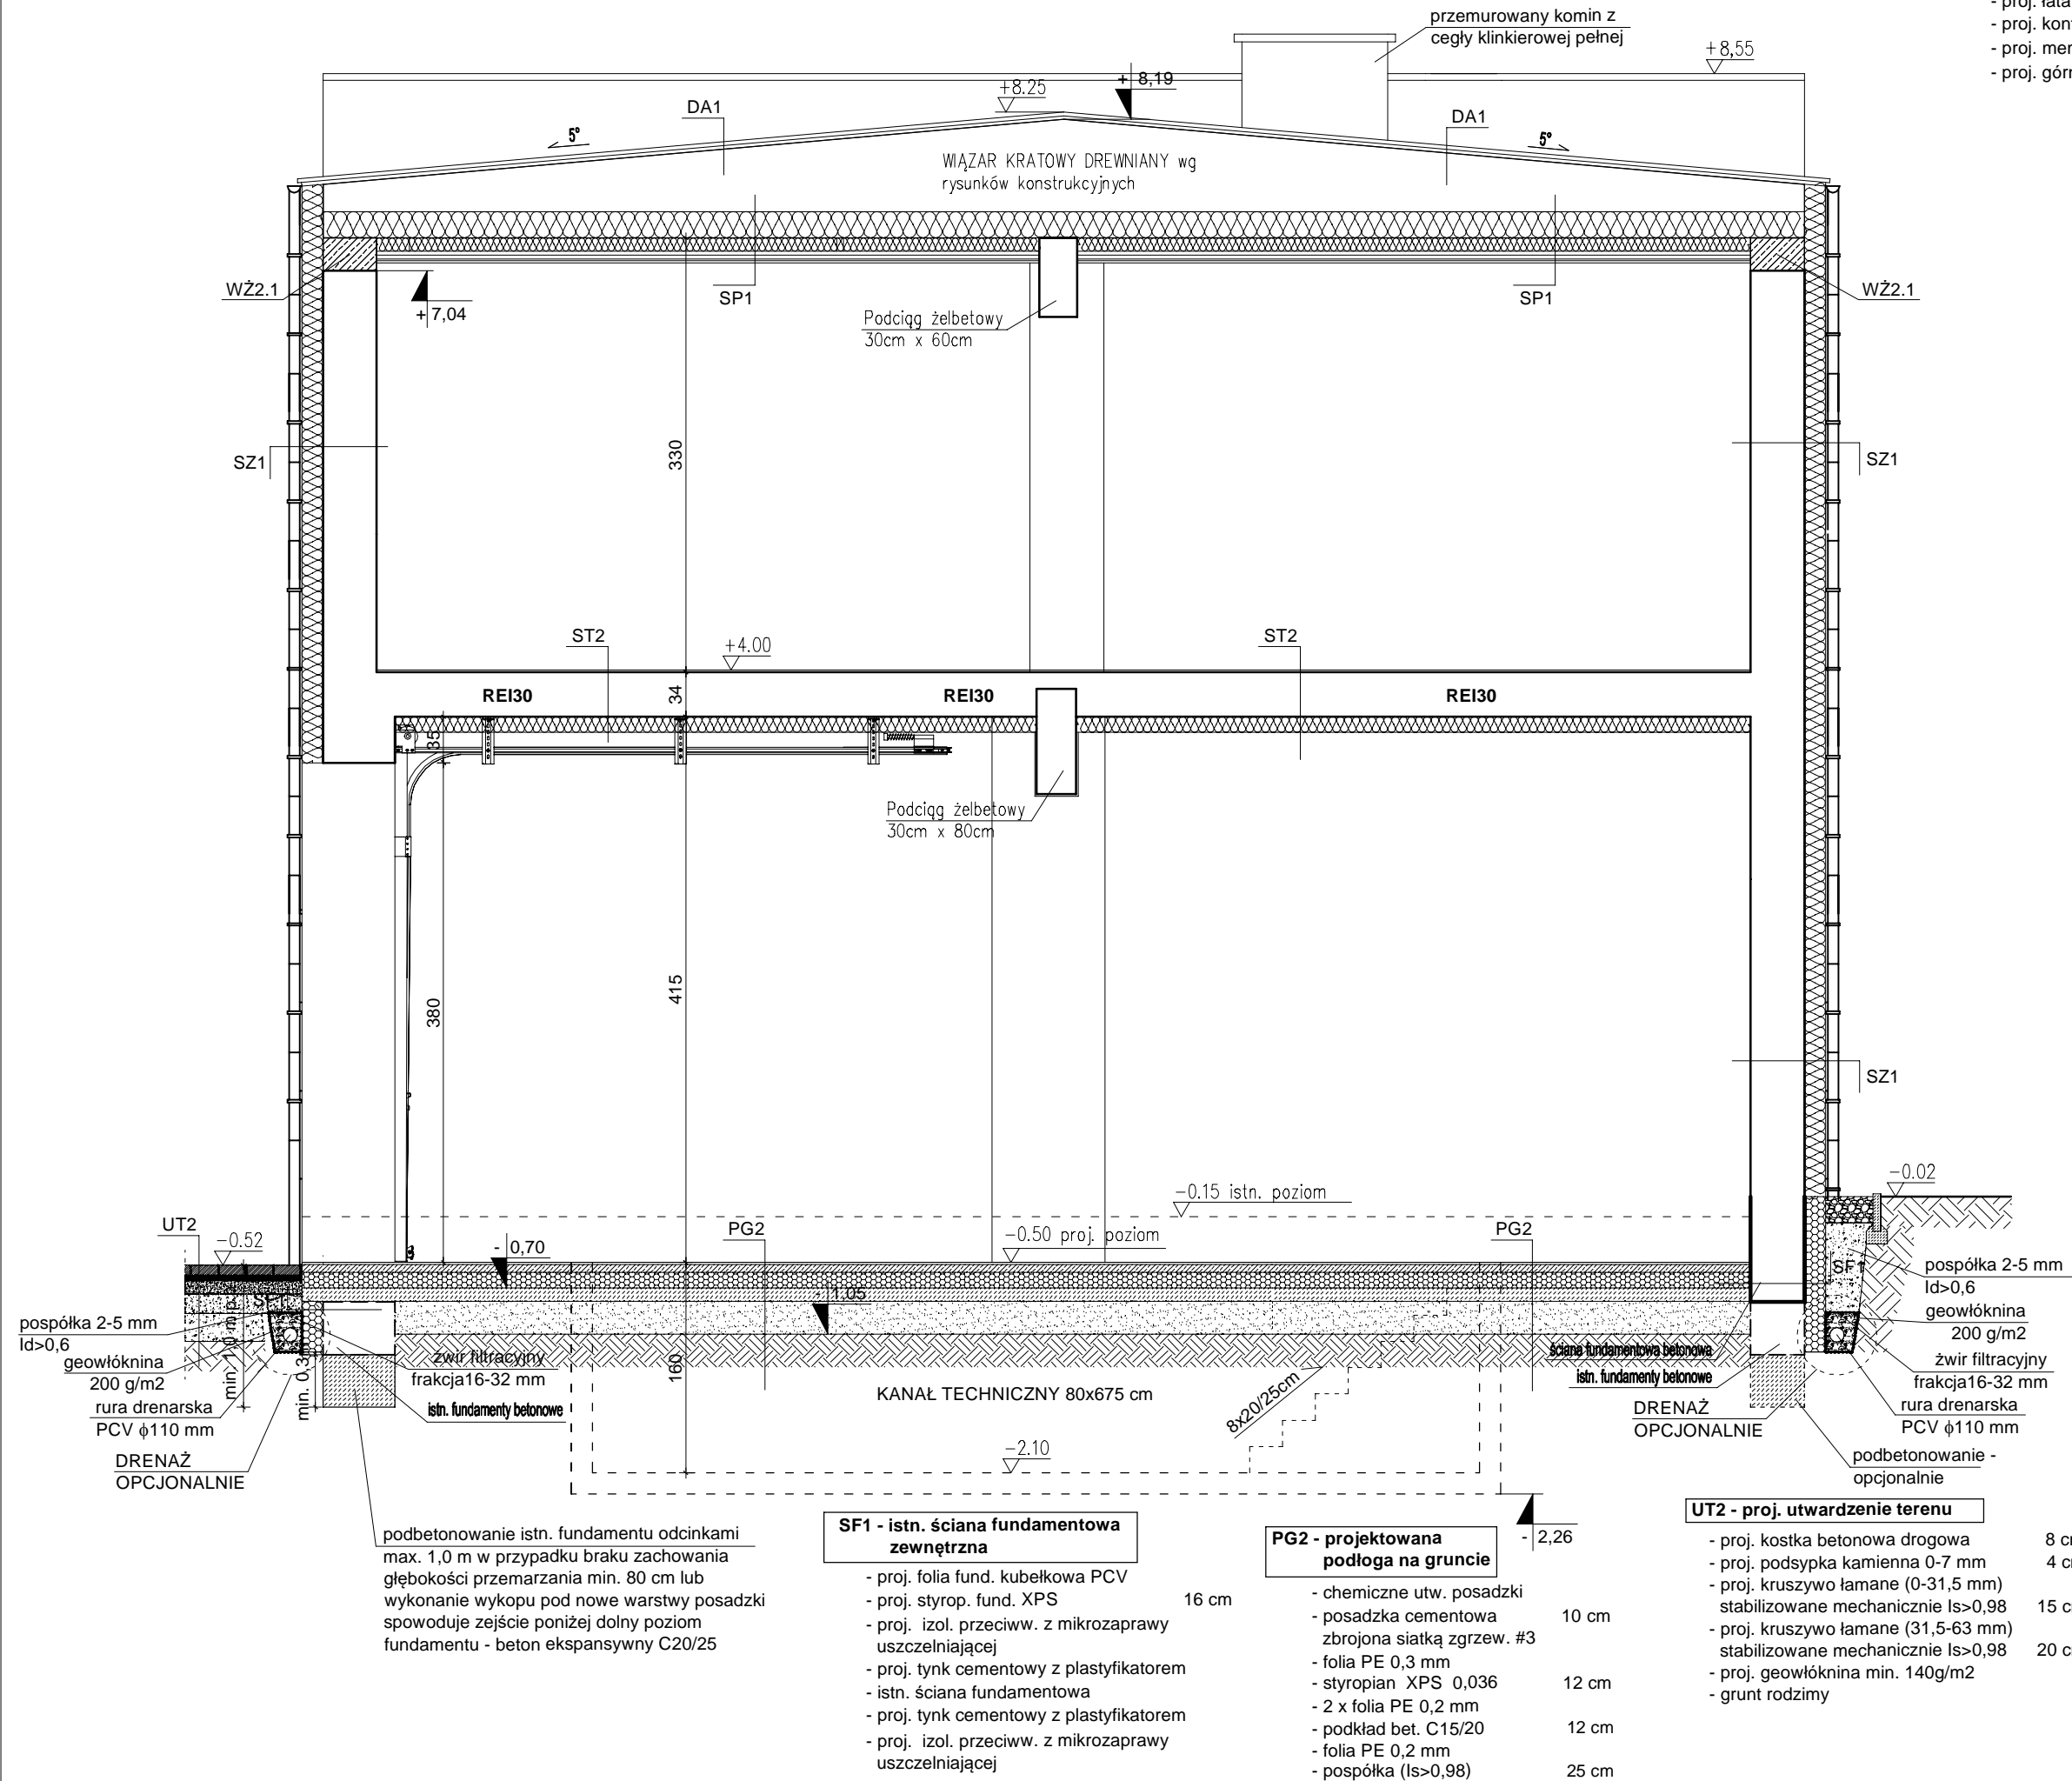 przemurowany komin z
cegły klinkierowej pełnej
- proj. łata
- proj. kon
- proj. mer
- proj. górn
+8,55
+8.25
+ 8,19
DA1
DA1
5°
5°
WIĄZAR KRATOWY DREWNIANY wg
rysunków konstrukcyjnych
WŻ2.1
WŻ2.1
SP1
SP1
+ 7,04
Podciąg żelbetowy
30cm x 60cm
SZ1
SZ1
330
ST2
ST2
+4.00
REI30
34
REI30
REI30
35
Podciąg żelbetowy
30cm x 80cm
380
415
SZ1
-0.15 istn. poziom
-0.02
UT2
-0.52
- 0,70
PG2
-0.50 proj. poziom
PG2
- 1,05
SF1
pospółka 2-5 mm
Id>0,6
geowłóknina
200 g/m2
żwir filtracyjny
frakcja16-32 mm
rura drenarska
PCV ϕ110 mm
DRENAŻ
OPCJONALNIE
min. 0,3
istn. fundamenty betonowe
160
KANAŁ TECHNICZNY 80x675 cm
8x20/25cm
-2.10
ściana fundamentowa betonowa
istn. fundamenty betonowe
DRENAŻ
OPCJONALNIE
pospółka 2-5 mm
Id>0,6
geowłóknina
200 g/m2
żwir filtracyjny
frakcja16-32 mm
rura drenarska
PCV ϕ110 mm
podbetonowanie -
opcjonalnie
- 2,26
podbetonowanie istn. fundamentu odcinkami
max. 1,0 m w przypadku braku zachowania
głębokości przemarzania min. 80 cm lub
wykonanie wykopu pod nowe warstwy posadzki
spowoduje zejście poniżej dolny poziom
fundamentu - beton ekspansywny C20/25
SF1 - istn. ściana fundamentowa
zewnętrzna
- proj. folia fund. kubełkowa PCV
- proj. styrop. fund. XPS 16 cm
- proj. izol. przeciww. z mikrozaprawy
uszczelniającej
- proj. tynk cementowy z plastyfikatorem
- istn. ściana fundamentowa
- proj. tynk cementowy z plastyfikatorem
- proj. izol. przeciww. z mikrozaprawy
uszczelniającej
PG2 - projektowana
podłoga na gruncie
- chemiczne utw. posadzki
- posadzka cementowa 10 cm
zbrojona siatką zgrzew. #3
- folia PE 0,3 mm
- styropian XPS 0,036 12 cm
- 2 x folia PE 0,2 mm
- podkład bet. C15/20 12 cm
- folia PE 0,2 mm
- pospółka (Is>0,98) 25 cm
UT2 - proj. utwardzenie terenu
- proj. kostka betonowa drogowa 8 cm
- proj. podsypka kamienna 0-7 mm 4 cm
- proj. kruszywo łamane (0-31,5 mm)
stabilizowane mechanicznie Is>0,98 15 cm
- proj. kruszywo łamane (31,5-63 mm)
stabilizowane mechanicznie Is>0,98 20 cm
- proj. geowłóknina min. 140g/m2
- grunt rodzimy